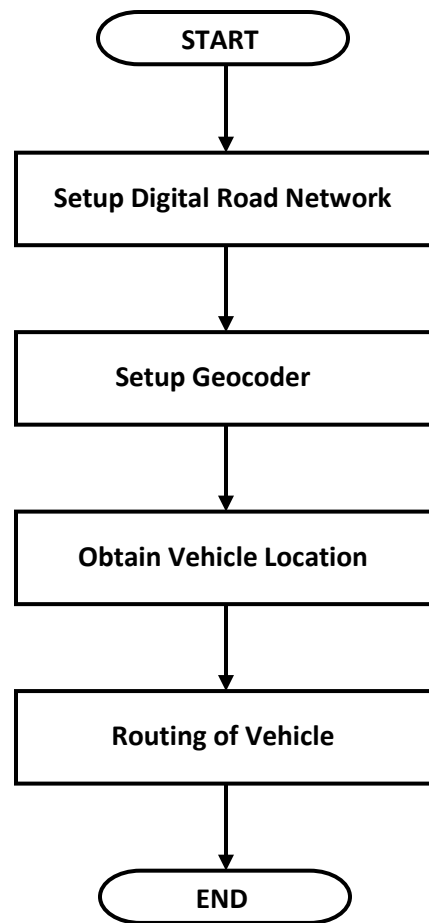 START
Setup Digital Road Network
Setup Geocoder
Obtain Vehicle Location
Routing of Vehicle
END